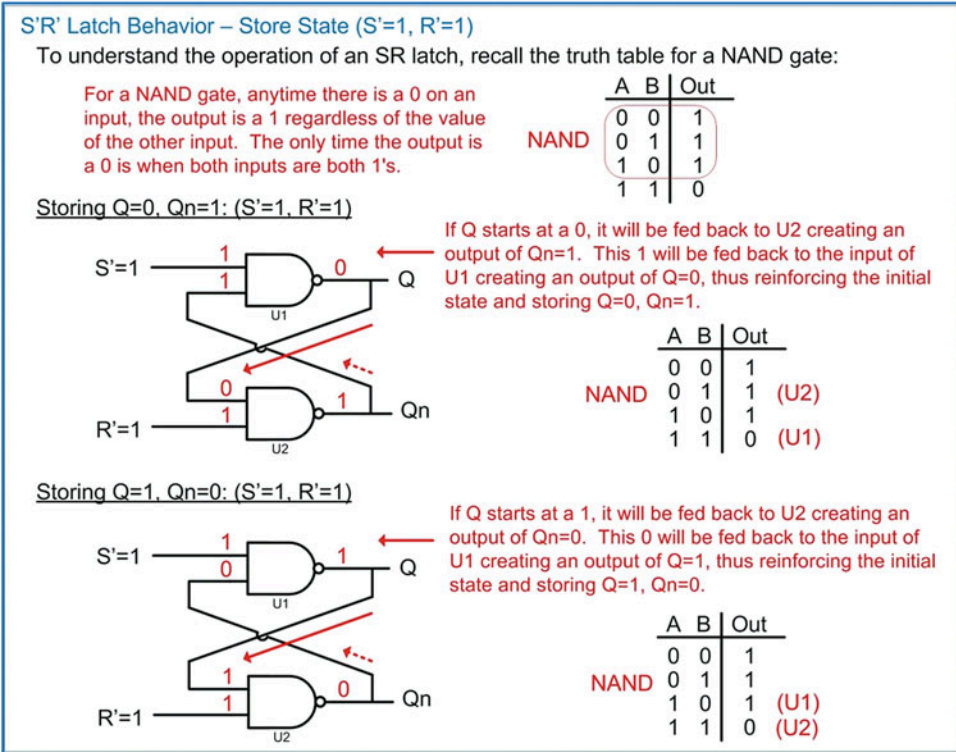 S'R' Latch Behavior – Store State (S'=1, R'=1)
To understand the operation of an SR latch, recall the truth table for a NAND gate:
For a NAND gate, anytime there is a 0 on an
input, the output is a 1 regardless of the value
of the other input. The only time the output is
a 0 is when both inputs are both 1's.
NAND
A B Out
0 0 1
0 1 1
1 0 1
1 1 0
Storing Q=0, Qn=1: (S'=1, R'=1)
If Q starts at a 0, it will be fed back to U2 creating an
output of Qn=1. This 1 will be fed back to the input of
U1 creating an output of Q=0, thus reinforcing the initial
state and storing Q=0, Qn=1.
S'=1
1
1
0
Q
U1
0
1
1
Qn
R'=1
U2
NAND
A B Out
0 0 1
0 1 1 (U2)
1 0 1
1 1 0 (U1)
Storing Q=1, Qn=0: (S'=1, R'=1)
If Q starts at a 1, it will be fed back to U2 creating an
output of Qn=0. This 0 will be fed back to the input of
U1 creating an output of Q=1, thus reinforcing the initial
state and storing Q=1, Qn=0.
S'=1
1
0
1
Q
U1
1
1
0
Qn
R'=1
U2
NAND
A B Out
0 0 1
0 1 1
1 0 1 (U1)
1 1 0 (U2)